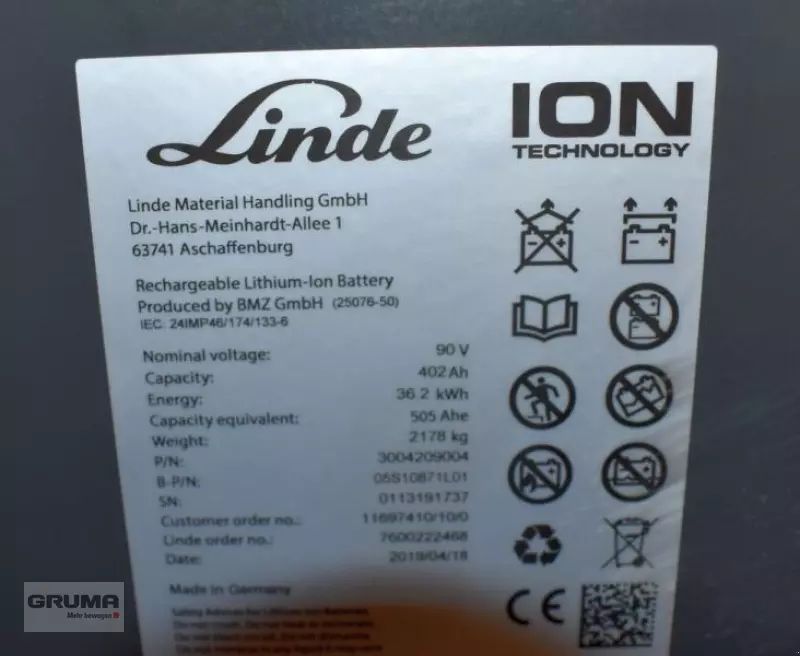 Linde
ION
TECHNOLOGY
Linde Material Handling GmbH
Dr.-Hans-Meinhardt-Allee 1
63741 Aschaffenburg
Rechargeable Lithium-Ion Battery
Produced by BMZ GmbH (25076-50)
IEC: 24IMP46/174/133-6
Nominal voltage: 90 V
Capacity: 402 Ah
Energy: 36.2 kWh
Capacity equivalent: 505 Ahe
Weight: 2178 kg
P/N: 3004209004
B-P/N: 05S10871L01
SN: 0113191737
Customer order no.: 11697410/10/0
Linde order no.: 7600222468
Date: 2019/04/18
Made in Germany
CE
GRUMA
Mehr bewegen